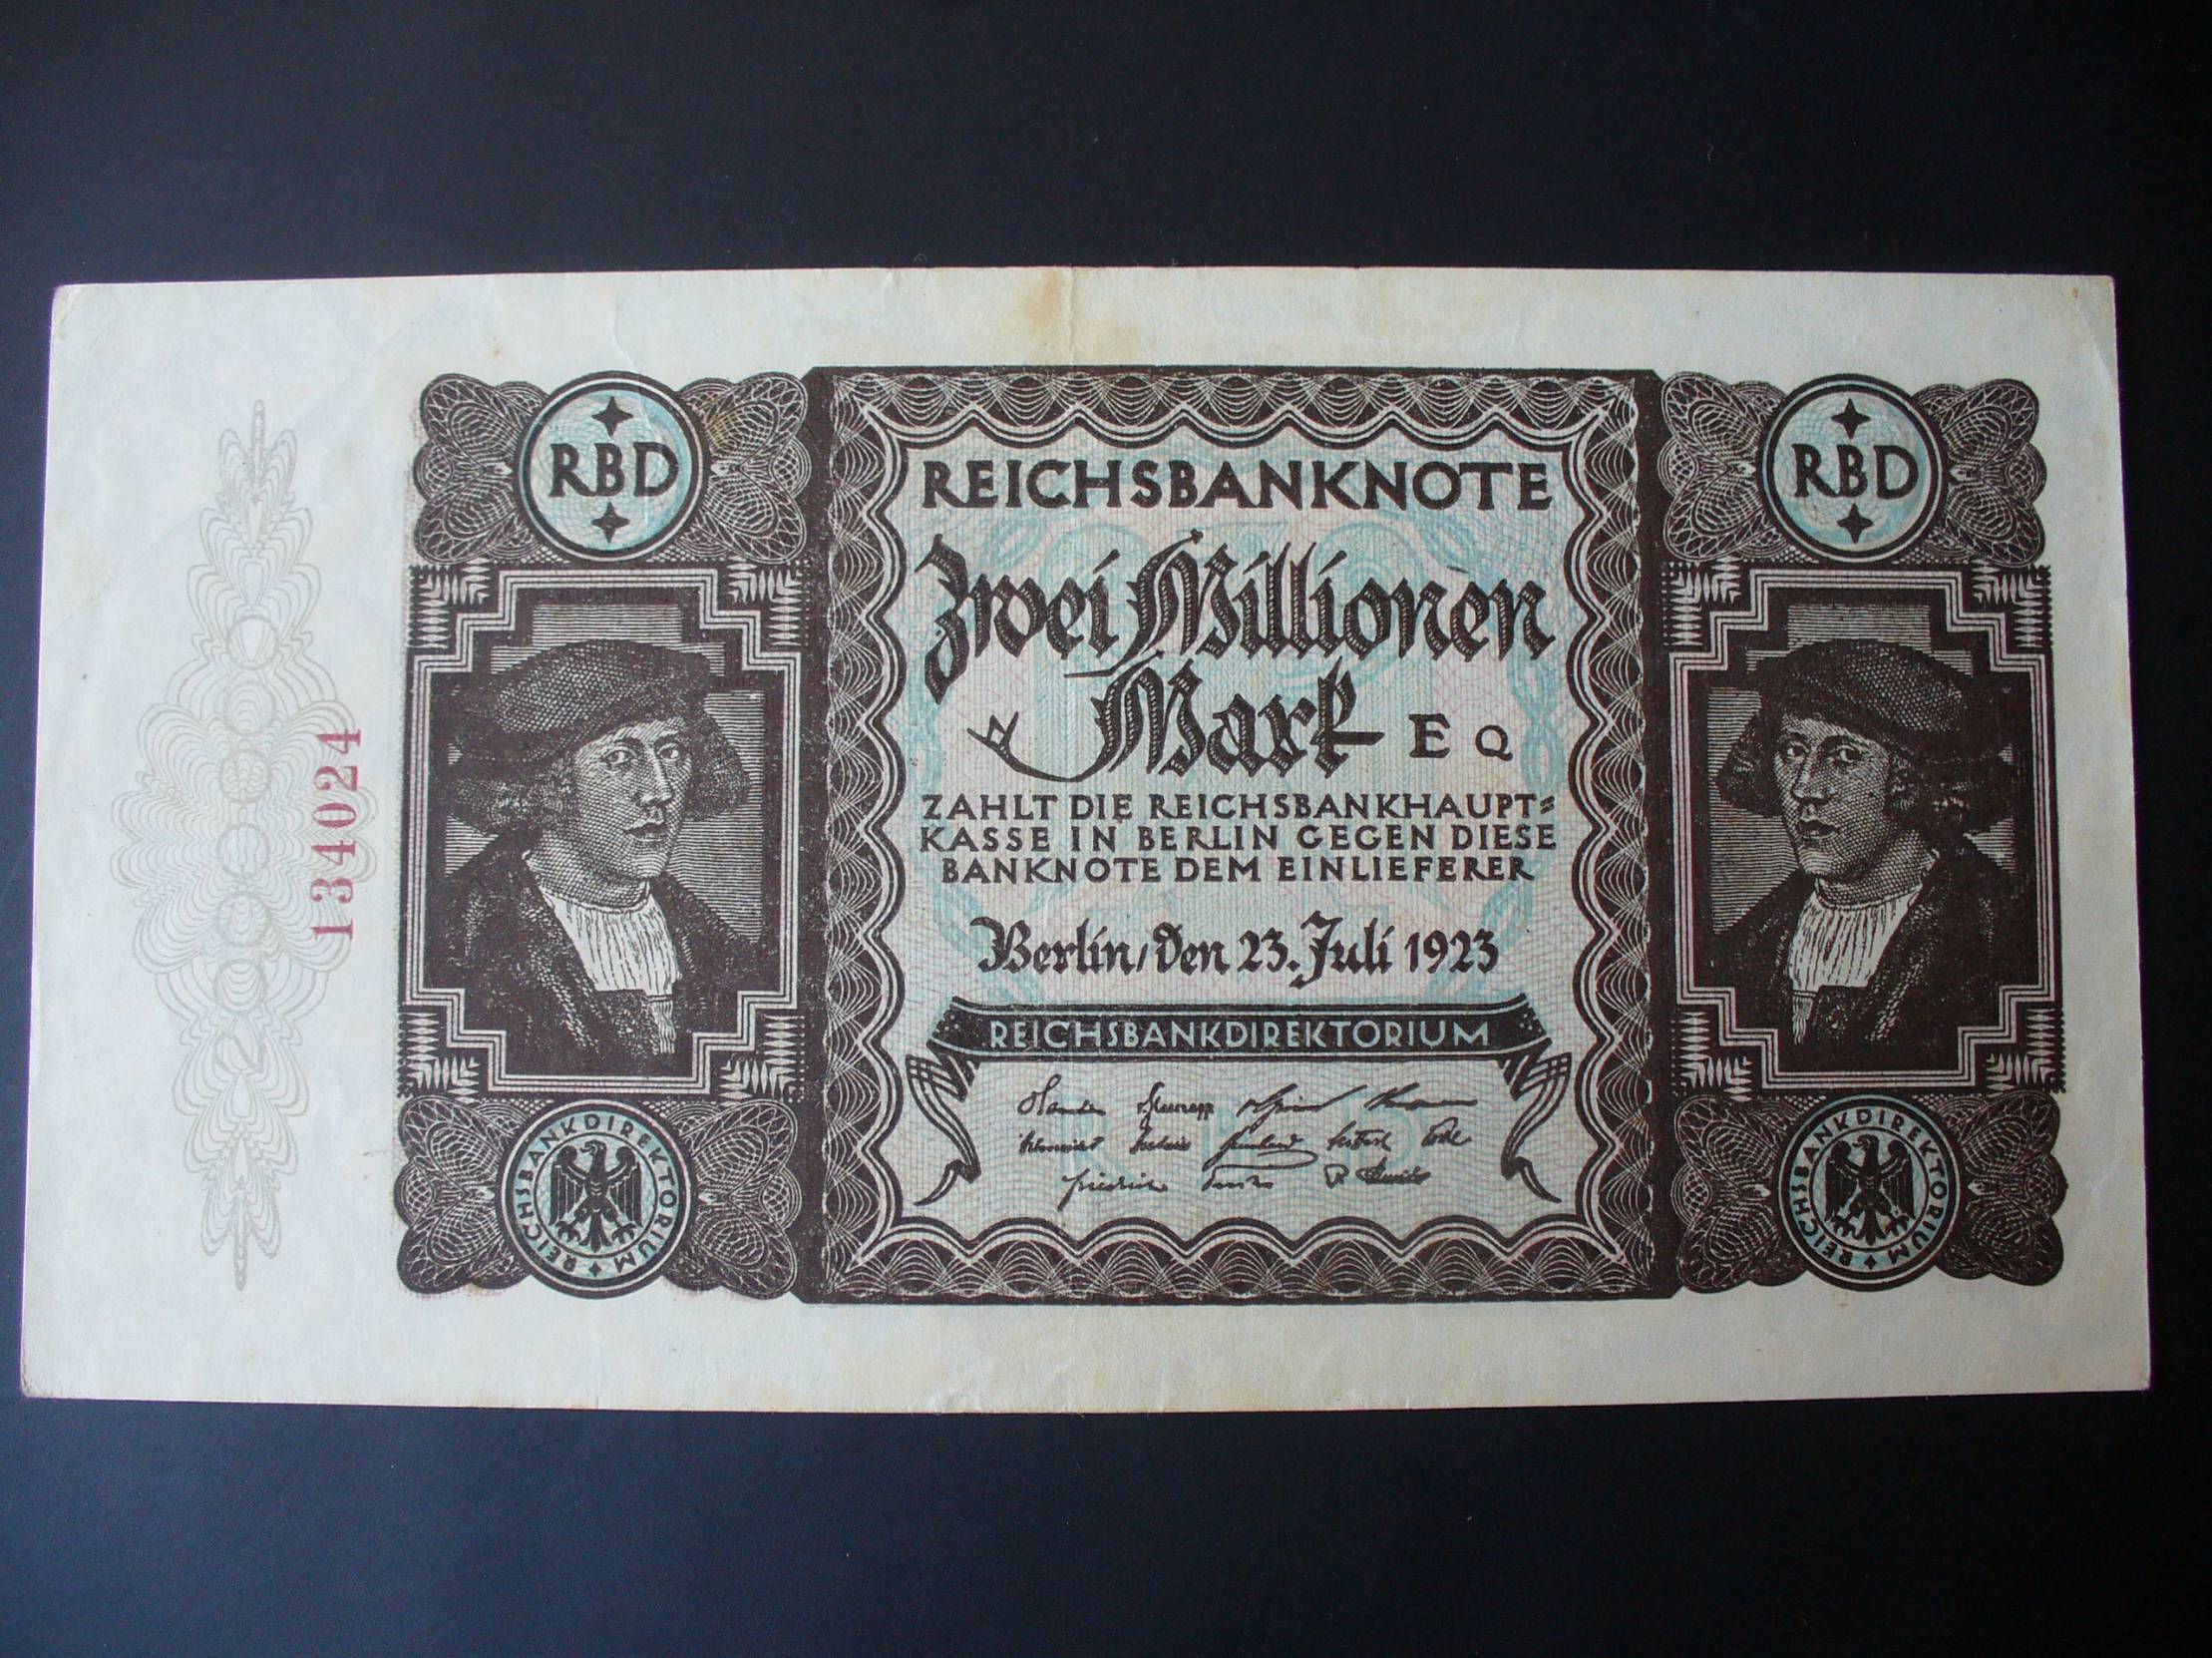 RBD
REICHSBANKNOTE
RBD
Zwei Millionen
Mark E Q
134024
ZAHLT DIE REICHSBANKHAUPT=
KASSE IN BERLIN GEGEN DIESE
BANKNOTE DEM EINLIEFERER
Berlin, den 23. Juli 1923
REICHSBANKDIREKTORIUM
REICHSBANKDIREKTORIUM
REICHSBANKDIREKTORIUM